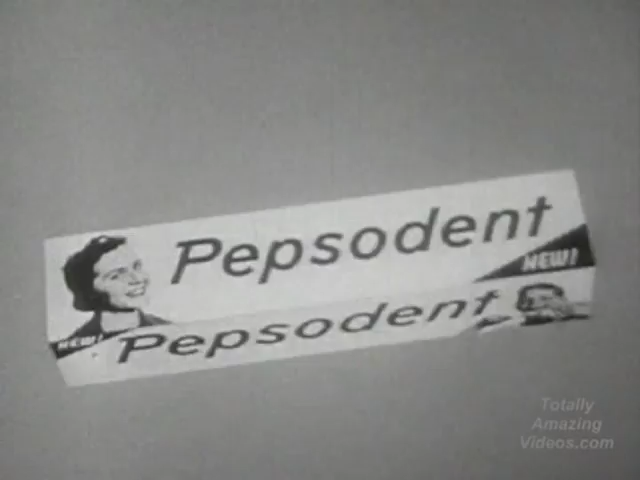 Pepsodent
NEW!
NEW!
Pepsodent
Totally
Amazing
Videos.com